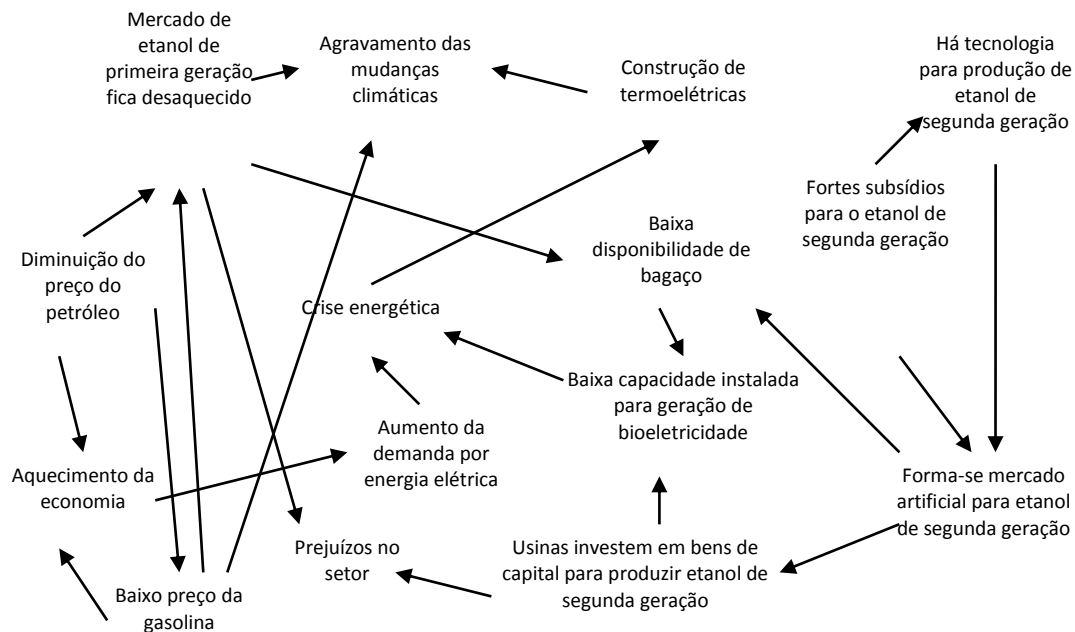 Mercado de
etanol de
primeira geração
fica desaquecido
Agravamento das
mudanças
climáticas
Construção de
termoelétricas
Há tecnologia
para produção de
etanol de
segunda geração
Fortes subsídios
para o etanol de
segunda geração
Baixa
disponibilidade de
bagaço
Diminuição do
preço do
petróleo
Crise energética
Baixa capacidade instalada
para geração de
bioeletricidade
Aumento da
demanda por
energia elétrica
Aquecimento da
economia
Forma-se mercado
artificial para etanol
de segunda geração
Prejuízos no
setor
Usinas investem em bens de
capital para produzir etanol de
segunda geração
Baixo preço da
gasolina